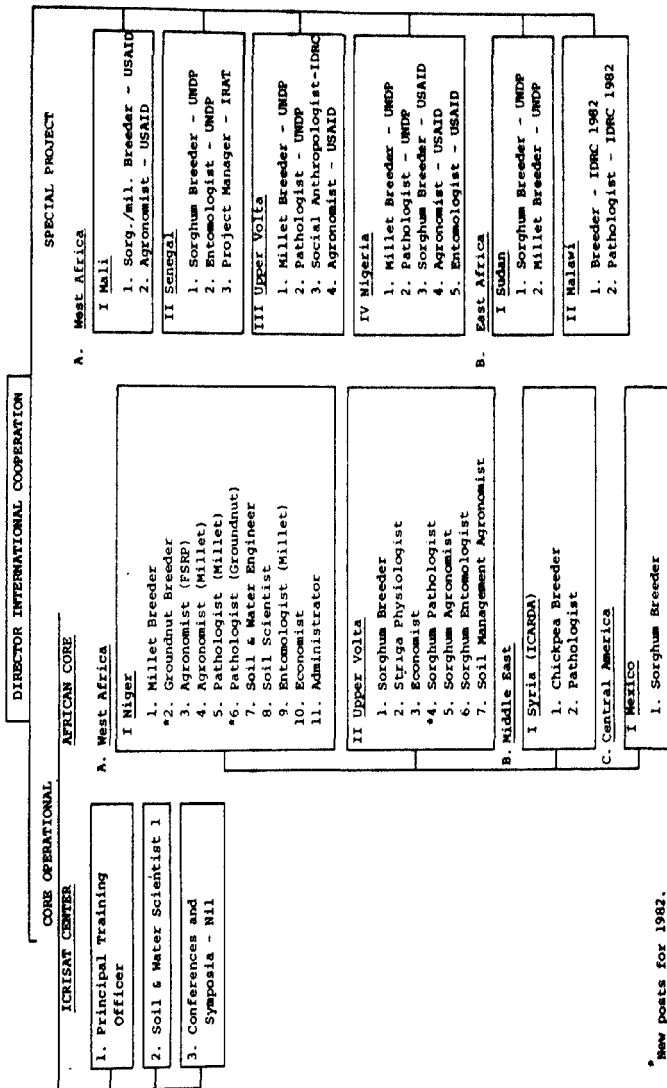 DIRECTOR INTERNATIONAL COOPERATION
CORE OPERATIONAL
SPECIAL PROJECT
ICRISAT CENTER
AFRICAN CORE
1. Principal Training
Officer
2. Soil & Water Scientist 1
3. Conferences and
Symposia - Nil
A. West Africa
I Niger
1. Millet Breeder
*2. Groundnut Breeder
3. Agronomist (FSRP)
4. Agronomist (Millet)
5. Pathologist (Millet)
*6. Pathologist (Groundnut)
7. Soil & Water Engineer
8. Soil Scientist
9. Entomologist (Millet)
10. Economist
11. Administrator
II Upper Volta
1. Sorghum Breeder
2. Striga Physiologist
3. Economist
*4. Sorghum Pathologist
5. Sorghum Agronomist
6. Sorghum Entomologist
7. Soil Management Agronomist
B. Middle East
I Syria (ICARDA)
1. Chickpea Breeder
2. Pathologist
C. Central America
I Mexico
1. Sorghum Breeder
A. West Africa
I Mali
1. Sorg./mil. Breeder - USAID
2. Agronomist - USAID
II Senegal
1. Sorghum Breeder - UNDP
2. Entomologist - UNDP
3. Project Manager - IRAT
III Upper Volta
1. Millet Breeder - UNDP
2. Pathologist - UNDP
3. Social Anthropologist-IDRC
4. Agronomist - USAID
IV Nigeria
1. Millet Breeder - UNDP
2. Pathologist - UNDP
3. Sorghum Breeder - USAID
4. Agronomist - USAID
5. Entomologist - USAID
B. East Africa
I Sudan
1. Sorghum Breeder - UNDP
2. Millet Breeder - UNDP
II Malawi
1. Breeder - IDRC 1982
2. Pathologist - IDRC 1982
* New posts for 1982.